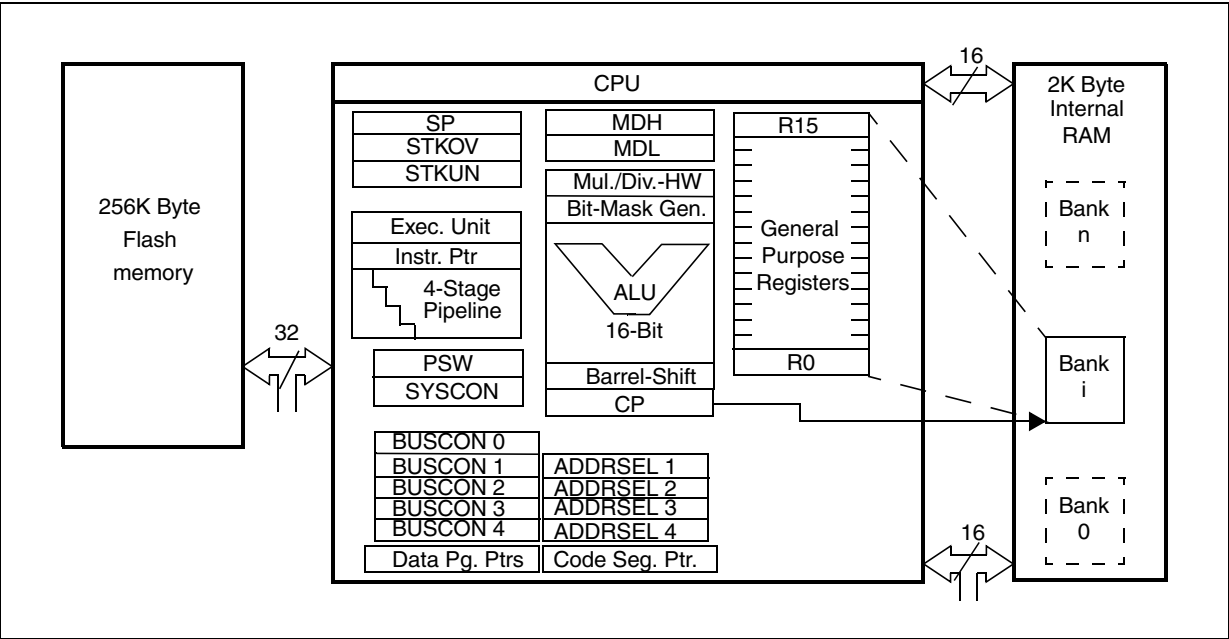 256K Byte
Flash
memory
32
CPU
SP
STKOV
STKUN
Exec. Unit
Instr. Ptr
4-Stage
Pipeline
PSW
SYSCON
BUSCON 0
BUSCON 1
BUSCON 2
BUSCON 3
BUSCON 4
Data Pg. Ptrs
MDH
MDL
Mul./Div.-HW
Bit-Mask Gen.
ALU
16-Bit
Barrel-Shift
CP
ADDRSEL 1
ADDRSEL 2
ADDRSEL 3
ADDRSEL 4
Code Seg. Ptr.
R15
General
Purpose
Registers
R0
16
16
2K Byte
Internal
RAM
Bank
n
Bank
i
Bank
0